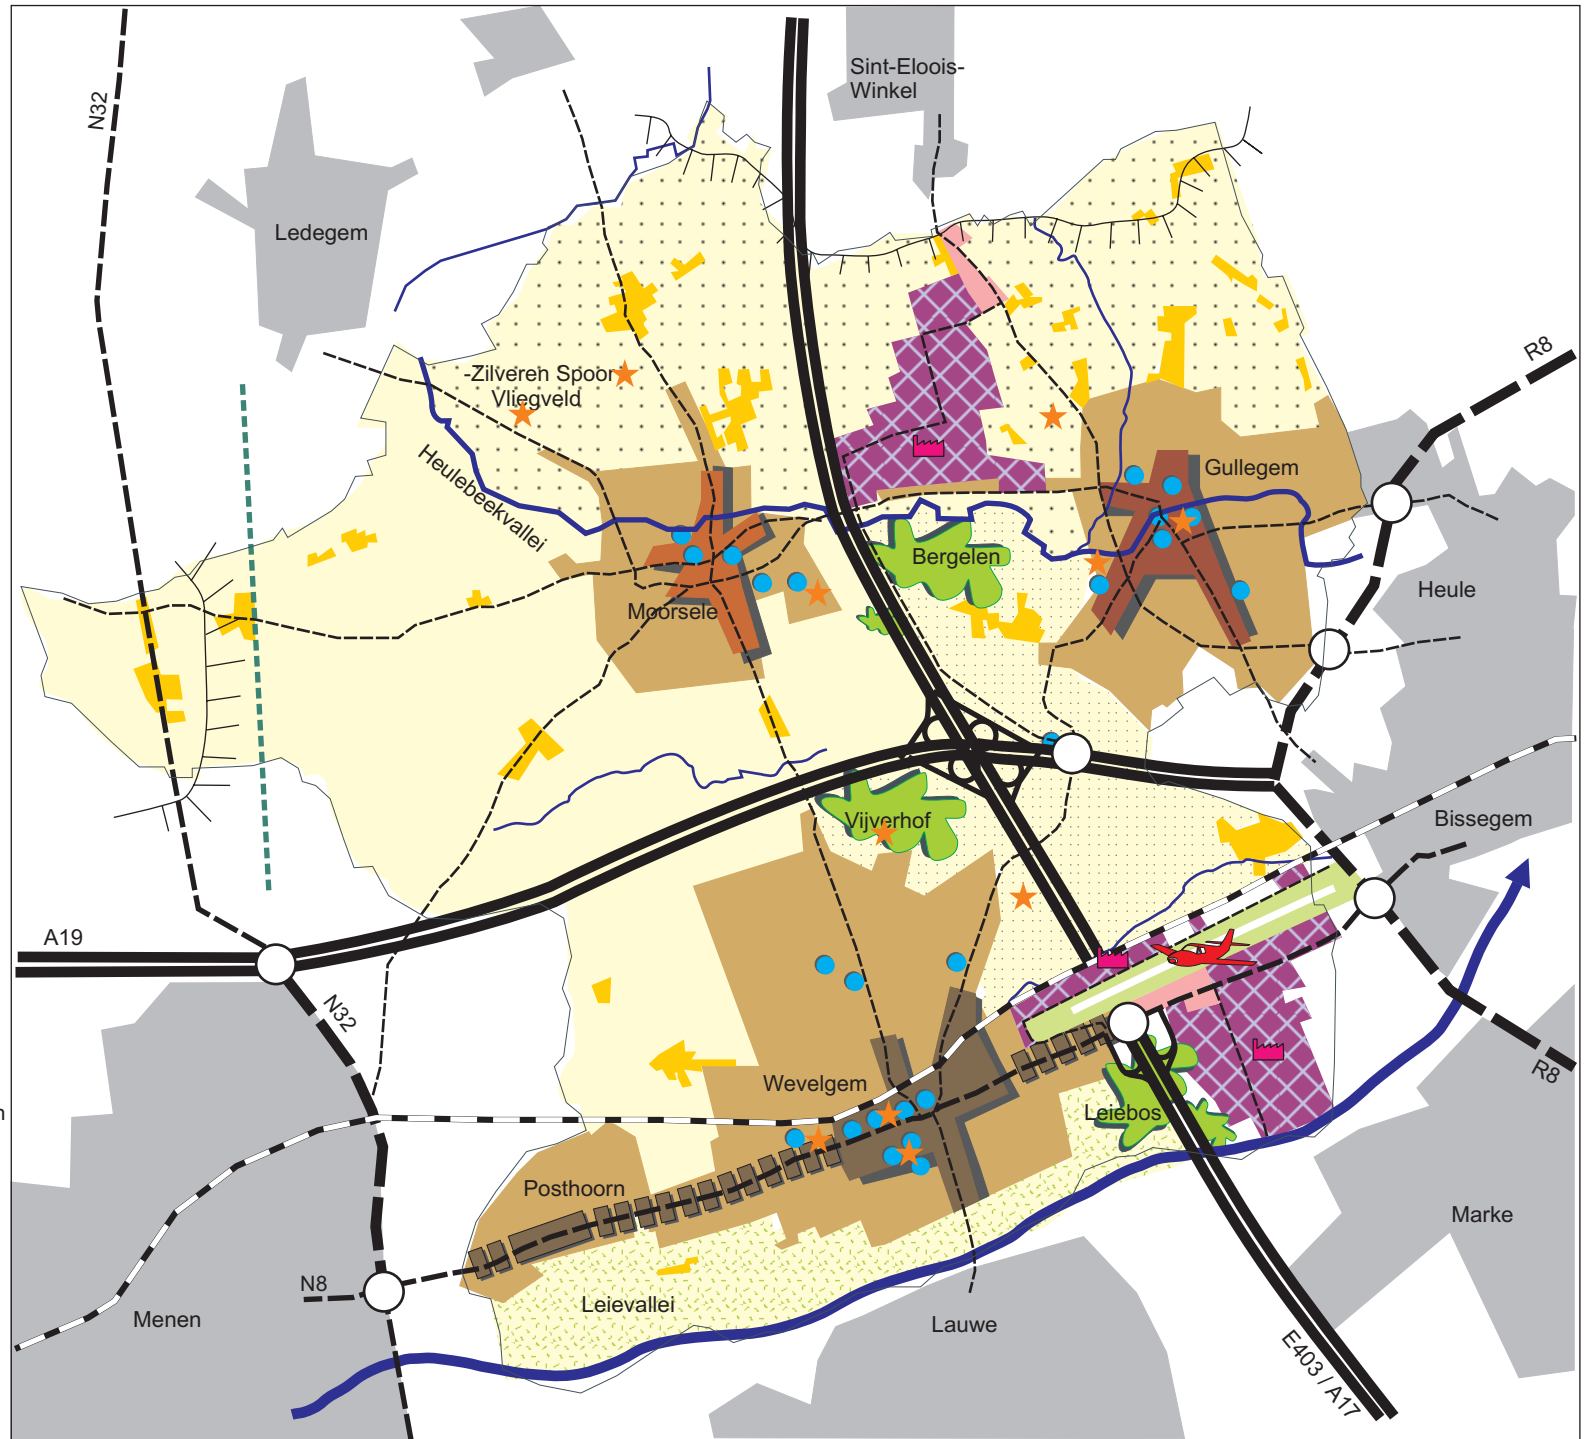 Sint-Eloois-
Winkel
N32
Ledegem
R8
-Zilveren Spoor
Vliegveld
Heulebeekvallei
Gullegem
Bergelen
Heule
Moorsele
Vijverhof
Bissegem
A19
N32
Wevelgem
R8
Leiebos
n
Posthoorn
Marke
N8
Leievallei
Menen
Lauwe
E403 / A17